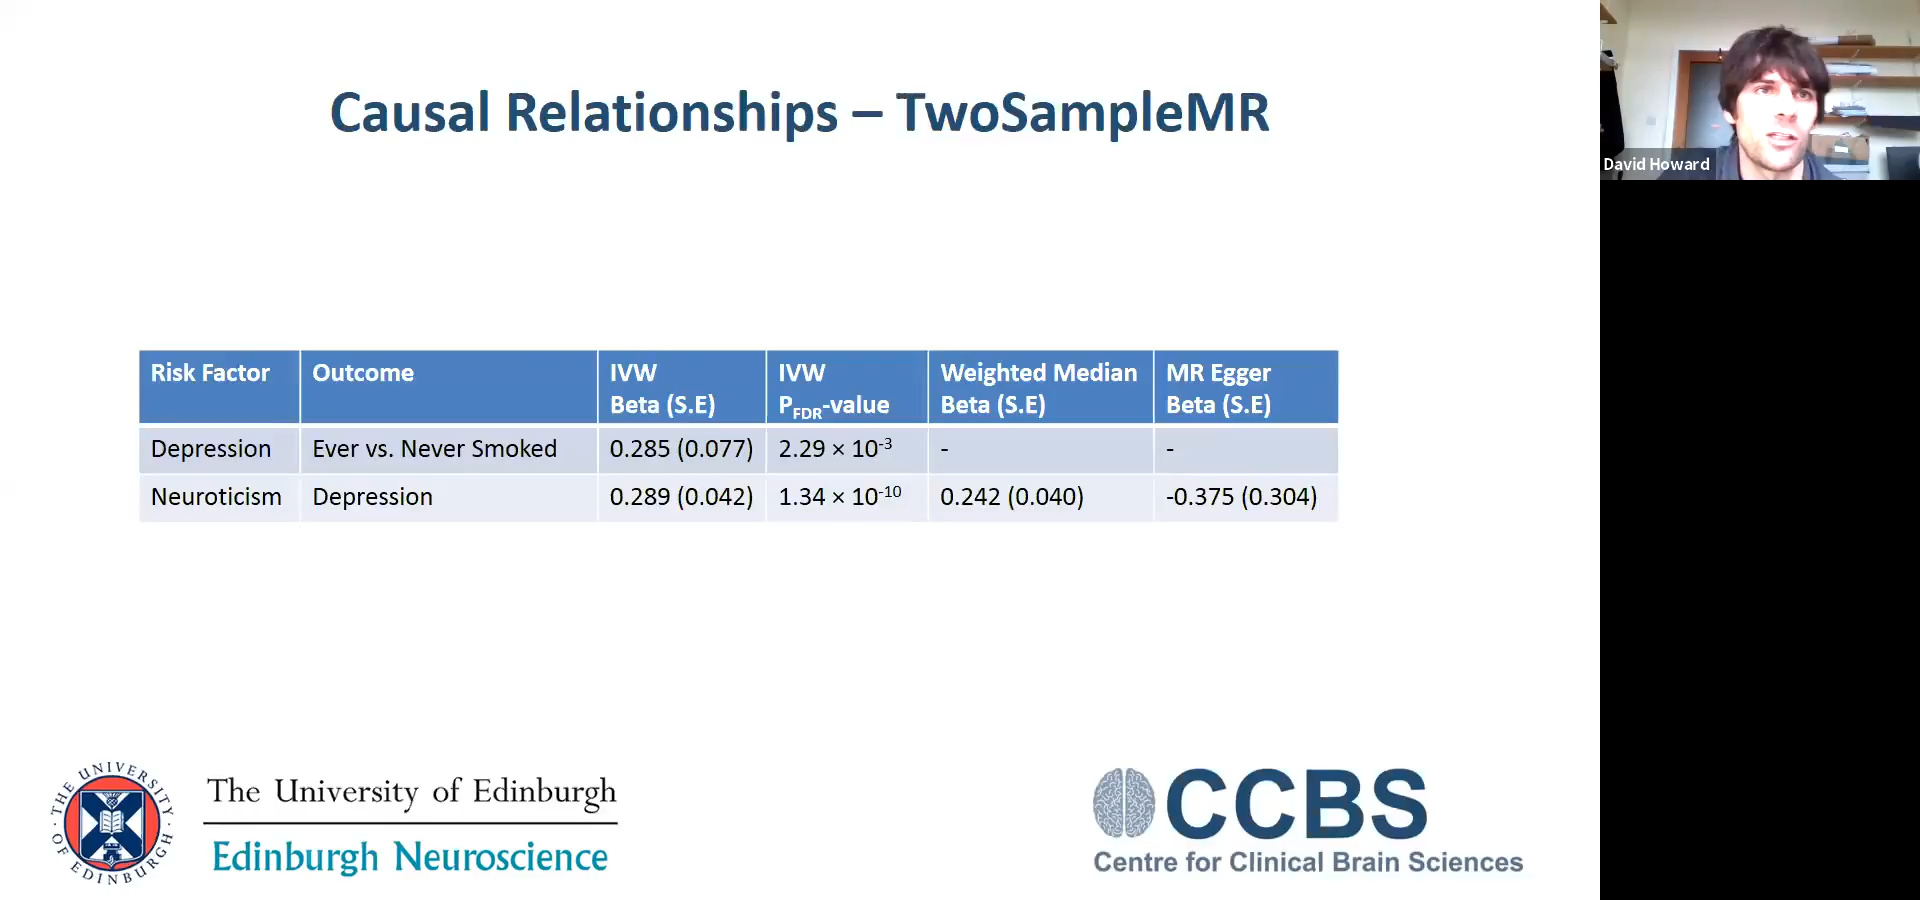 Causal Relationships – TwoSampleMR
David Howard
Risk Factor Outcome IVW Beta (S.E) IVW PFDR-value Weighted Median Beta (S.E) MR Egger Beta (S.E)
Depression Ever vs. Never Smoked 0.285 (0.077) 2.29 × 10-3 - -
Neuroticism Depression 0.289 (0.042) 1.34 × 10-10 0.242 (0.040) -0.375 (0.304)
THE UNIVERSITY OF EDINBURGH
The University of Edinburgh
Edinburgh Neuroscience
CCBS
Centre for Clinical Brain Sciences